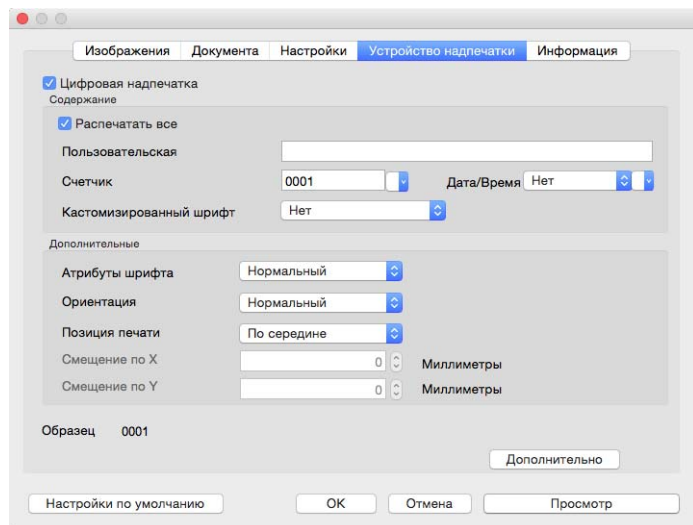 Изображения Документа Настройки Устройство надпечатки Информация
Цифровая надпечатка
Содержание
Распечатать все
Пользовательская
Счетчик 0001 Дата/Время Нет
Кастомизированный шрифт Нет
Дополнительные
Атрибуты шрифта Нормальный
Ориентация Нормальный
Позиция печати По середине
Смещение по X 0 Миллиметры
Смещение по Y 0 Миллиметры
Образец 0001
Дополнительно
Настройки по умолчанию OK Отмена Просмотр